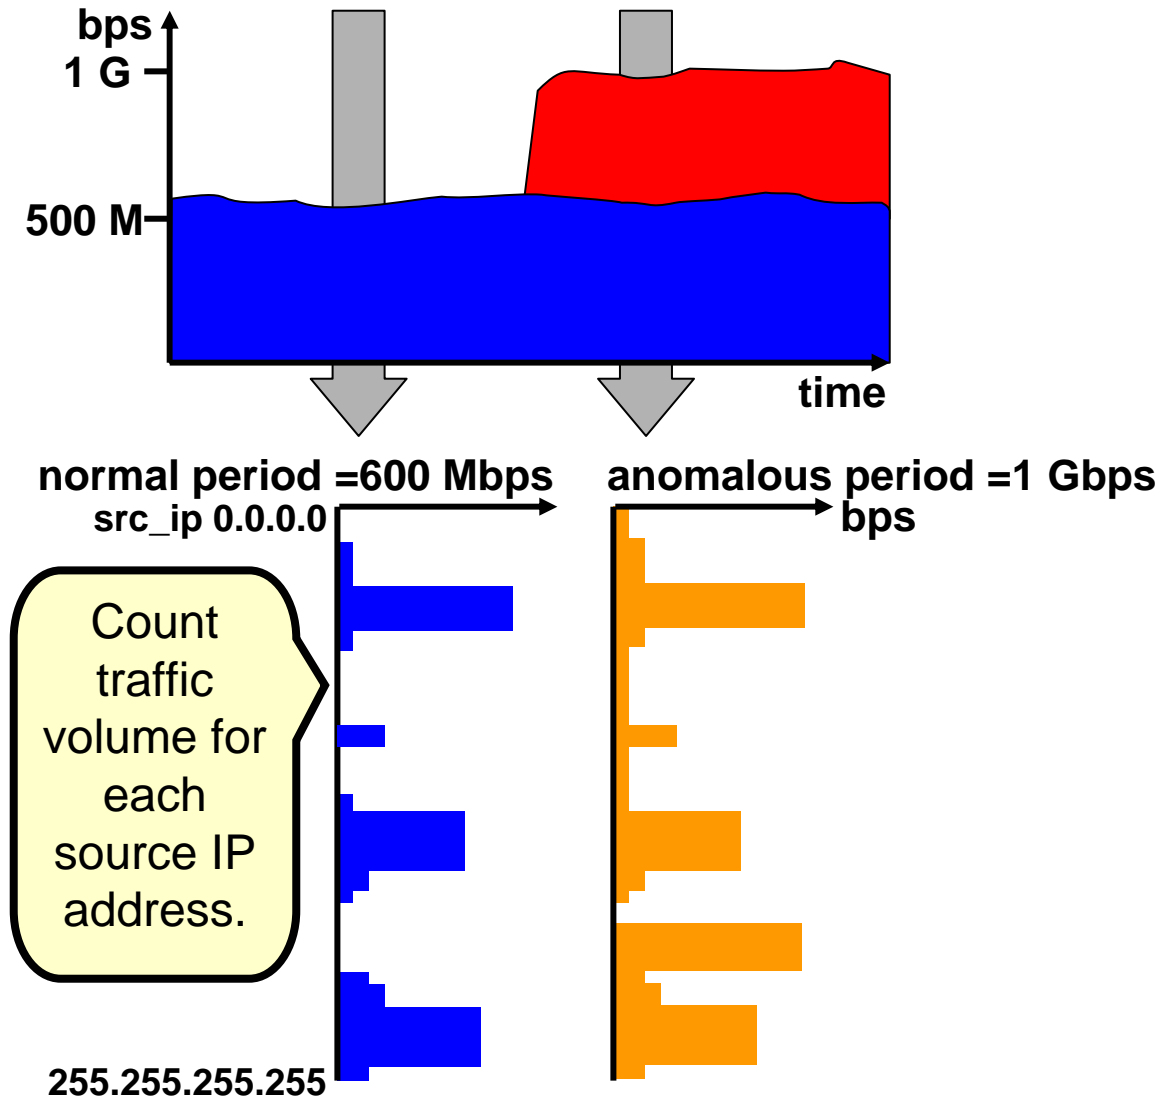 bps
1 G
500 M
time
normal period =600 Mbps
anomalous period =1 Gbps
src_ip 0.0.0.0
bps
Count
traffic
volume for
each
source IP
address.
255.255.255.255